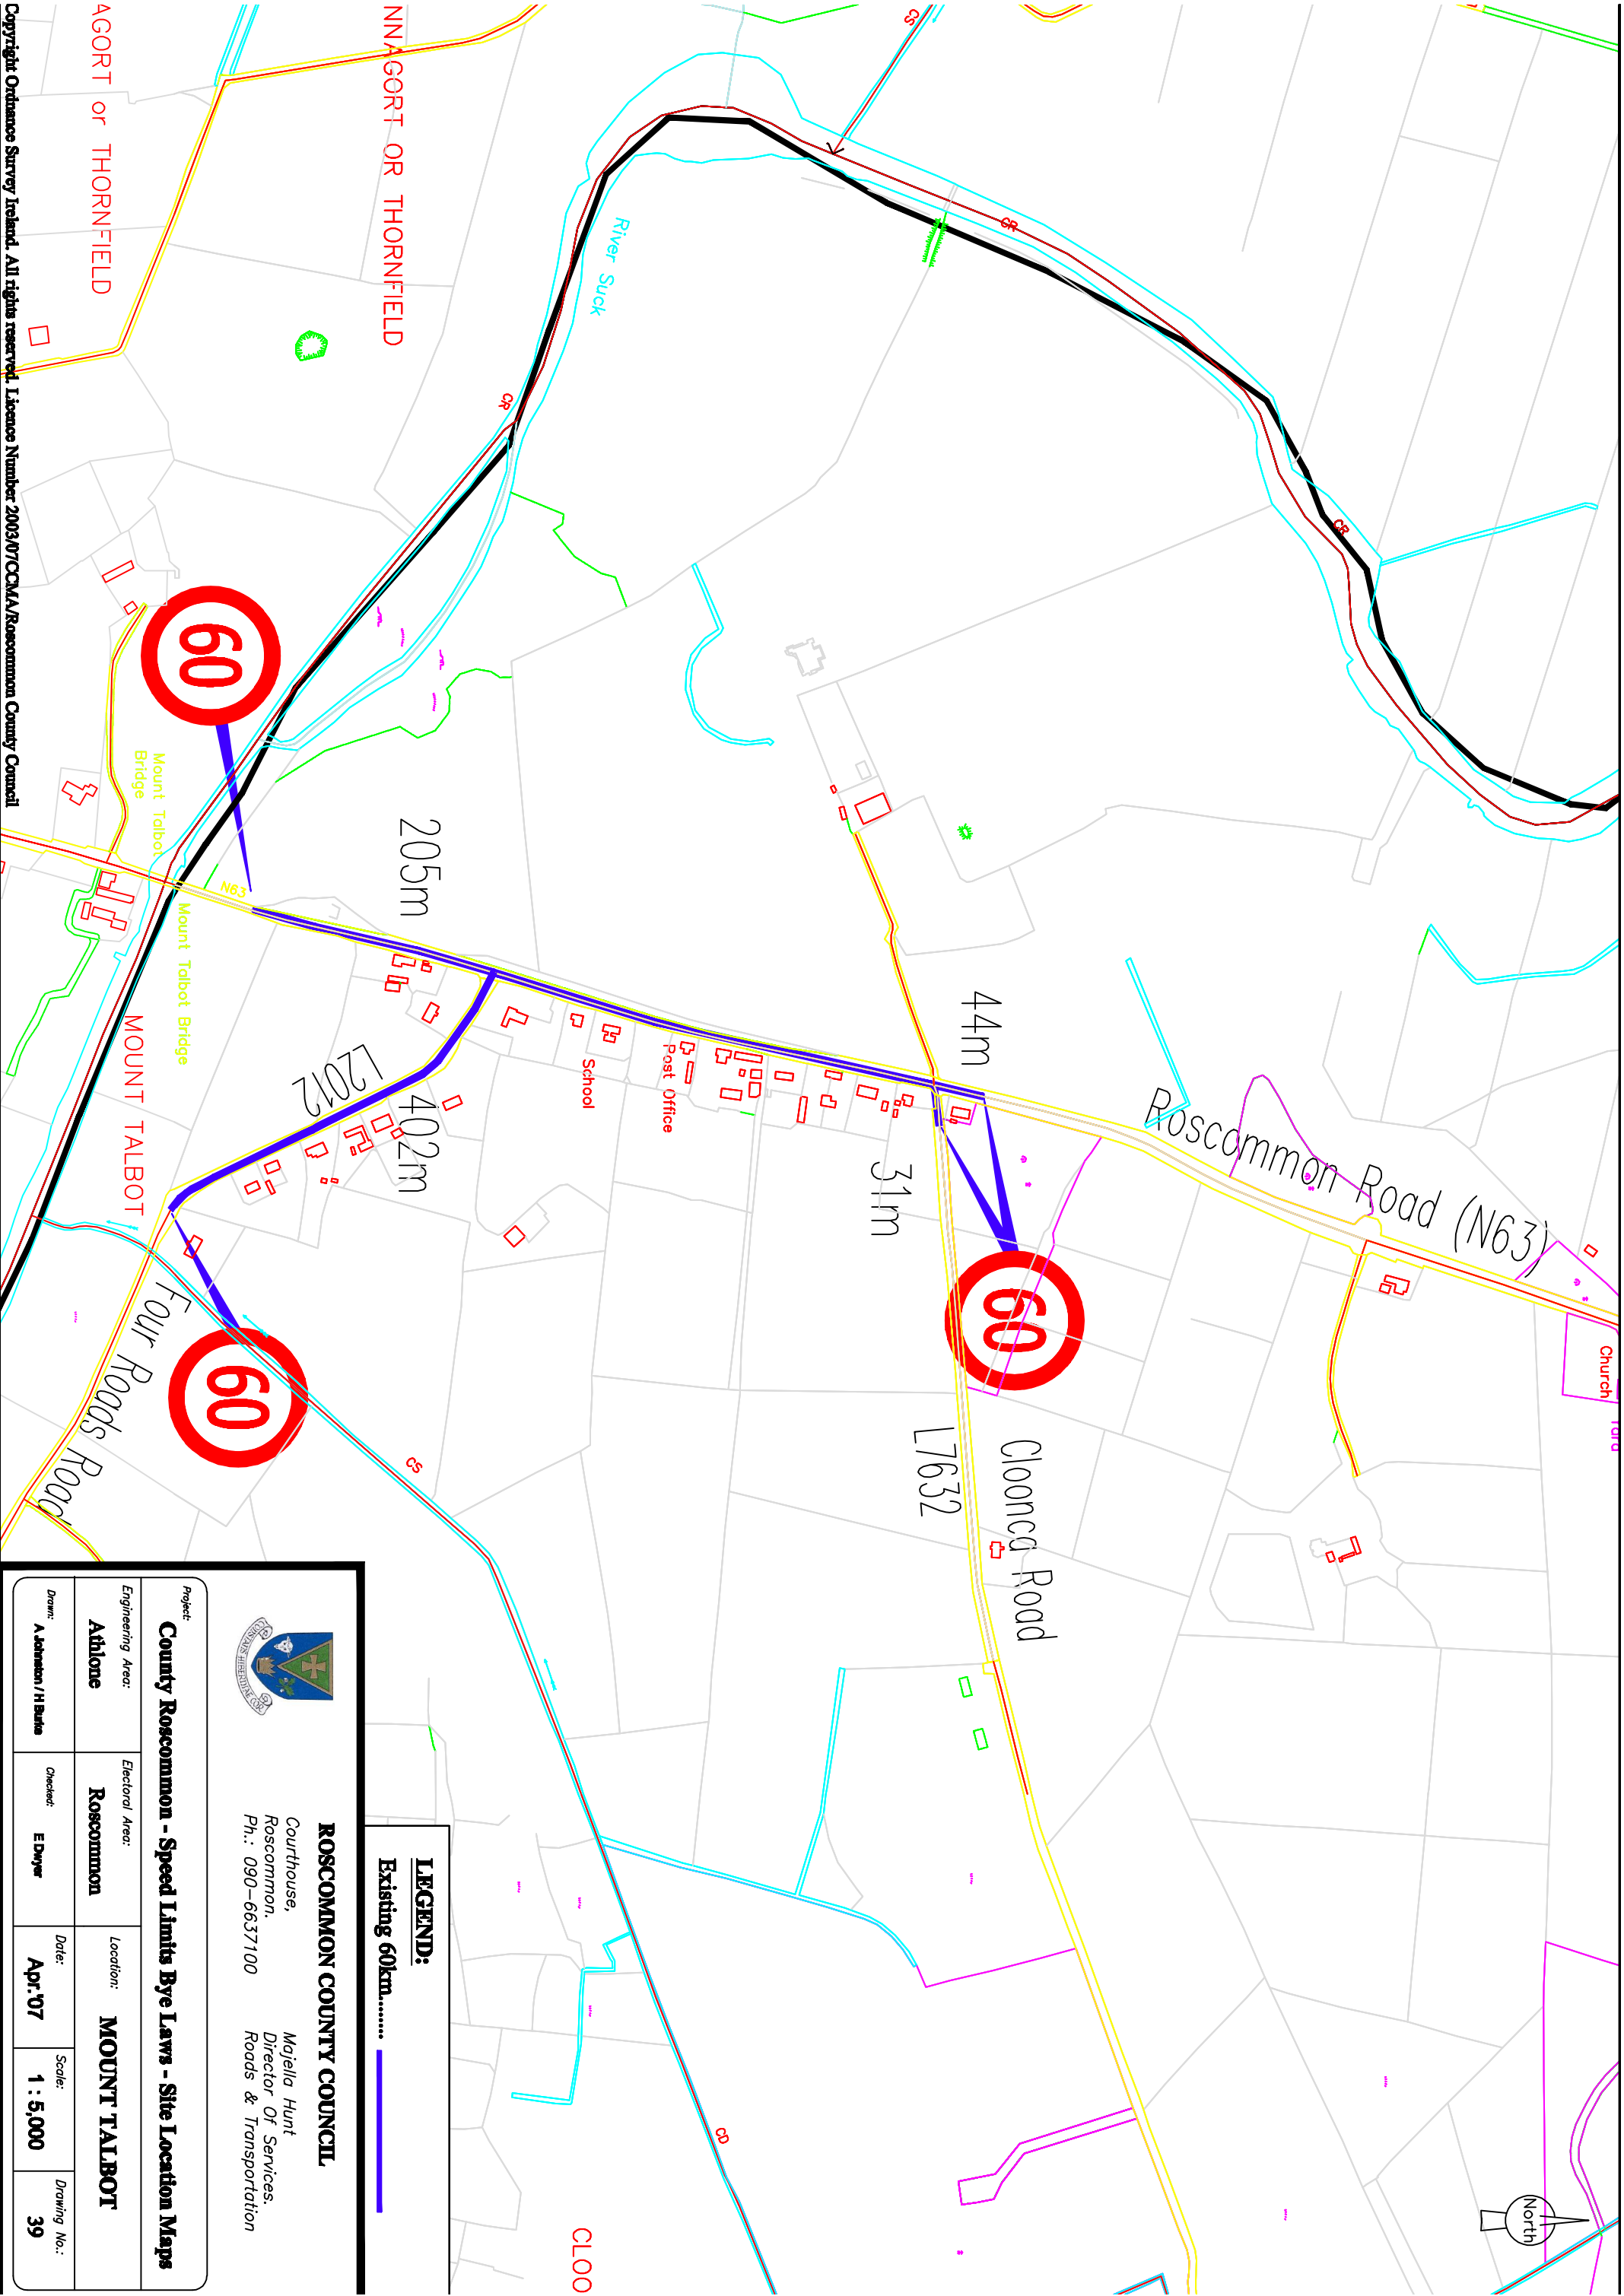 NNAGORT OR THORNFIELD
AGORT or THORNFIELD
River Suck
CS
CR
CR
CR
60
Mount Talbot
Bridge
Mount Talbot Bridge
N63
MOUNT TALBOT
205m
44m
School
Post Office
L2012
402m
31m
Roscommon Road (N63)
Church
Yard
60
60
Four Roads Road
L7632
Cloonca Road
CS
CD
CLOO
North
LEGEND:
Existing 60km........
ROSCOMMON COUNTY COUNCIL
Courthouse,
Roscommon.
Ph.: 090-6637100
Majella Hunt
Director Of Services.
Roads & Transportation
Project:
County Roscommon - Speed Limits Bye Laws - Site Location Maps
Engineering Area:
Athlone
Electoral Area:
Roscommon
Location:
MOUNT TALBOT
Drawn:
A Johnston / H Burke
Checked:
E Dwyer
Date:
Apr.'07
Scale:
1 : 5,000
Drawing No.:
39
Copyright Ordnance Survey Ireland. All rights reserved. Licence Number 2003/07CCMA/Roscommon County Council